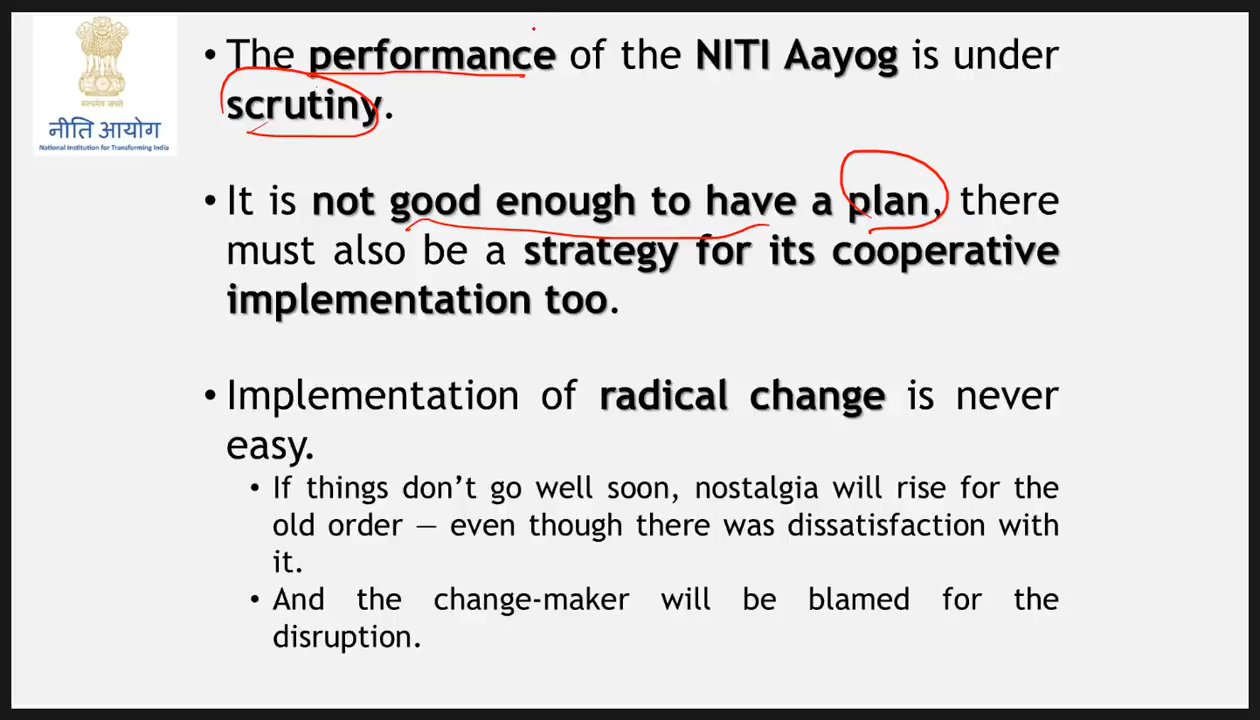 सत्यमेव जयते
नीति आयोग
National Institution for Transforming India
• The performance of the NITI Aayog is under
scrutiny.
• It is not good enough to have a plan, there
must also be a strategy for its cooperative
implementation too.
• Implementation of radical change is never
easy.
• If things don’t go well soon, nostalgia will rise for the
old order — even though there was dissatisfaction with
it.
• And the change-maker will be blamed for the
disruption.